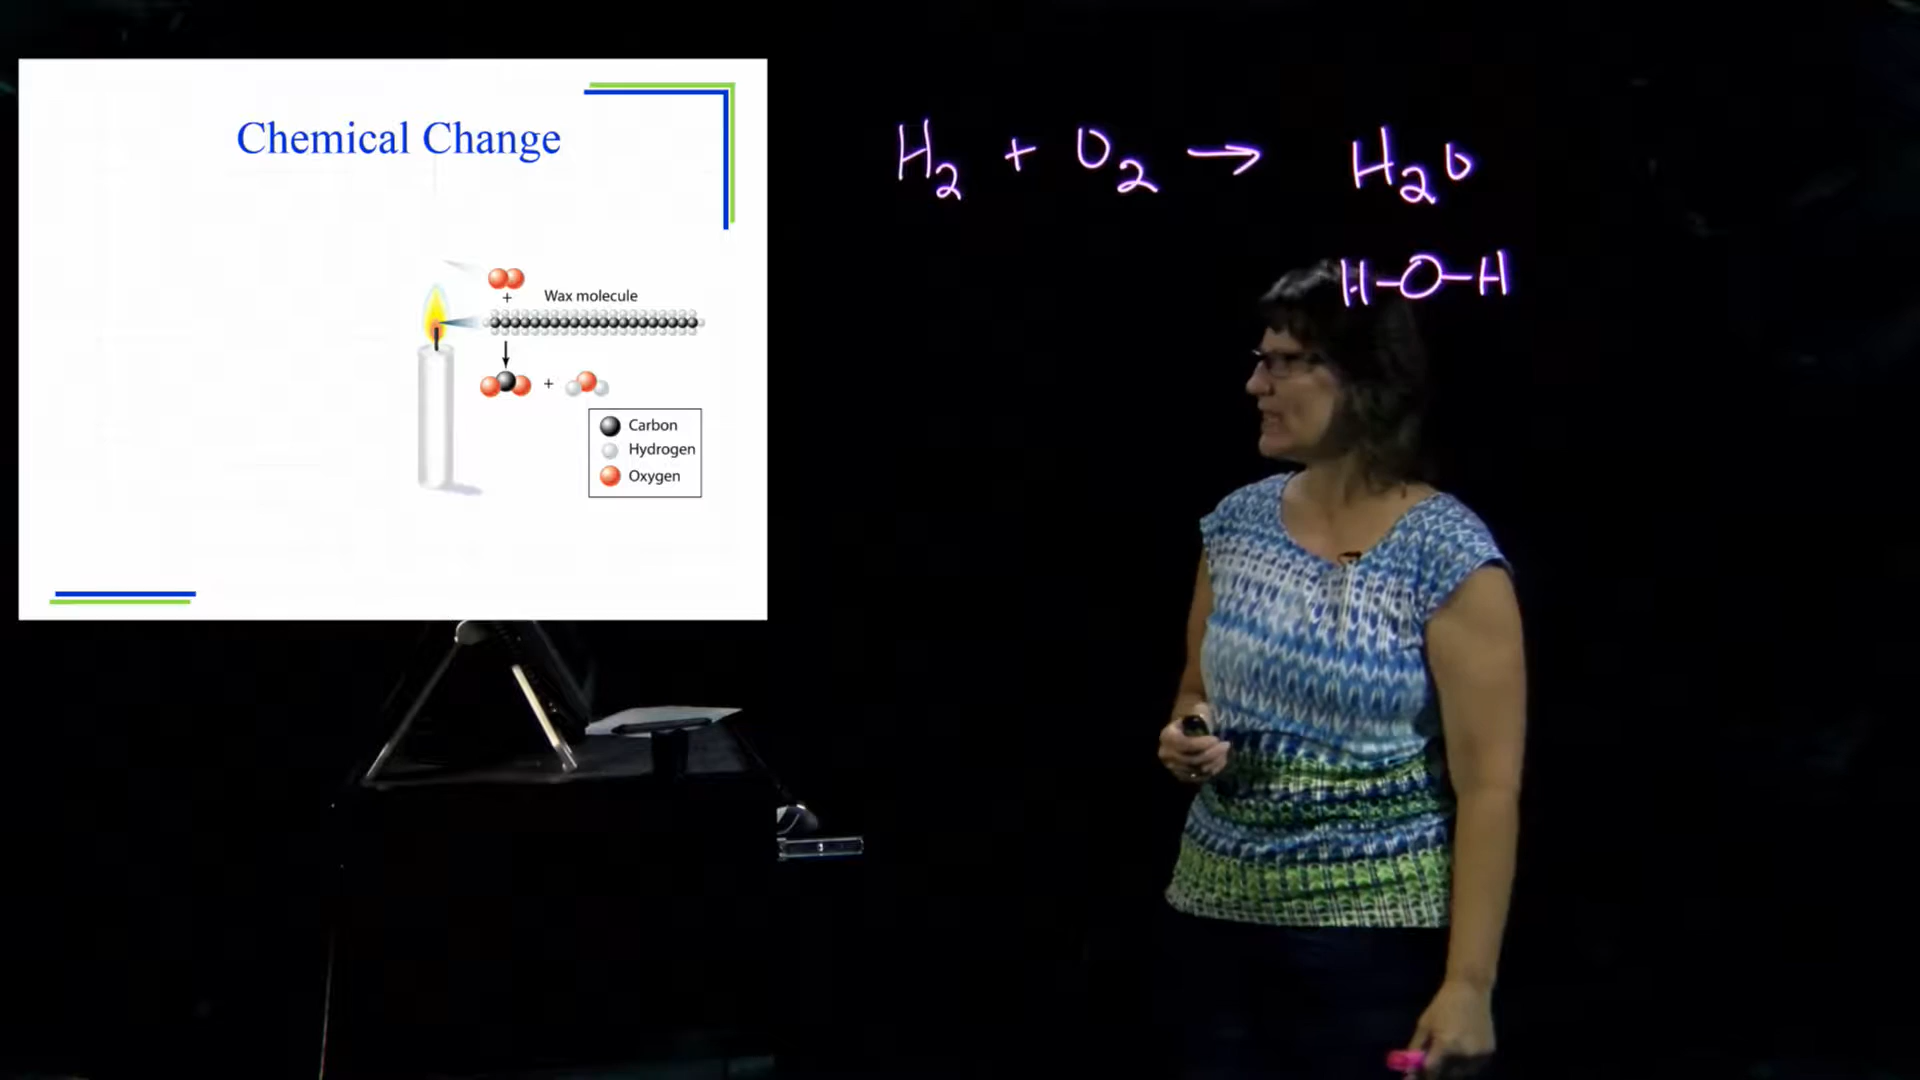 Chemical Change
+ Wax molecule
+
Carbon
Hydrogen
Oxygen
H₂ + O₂ → H₂O
H-O-H